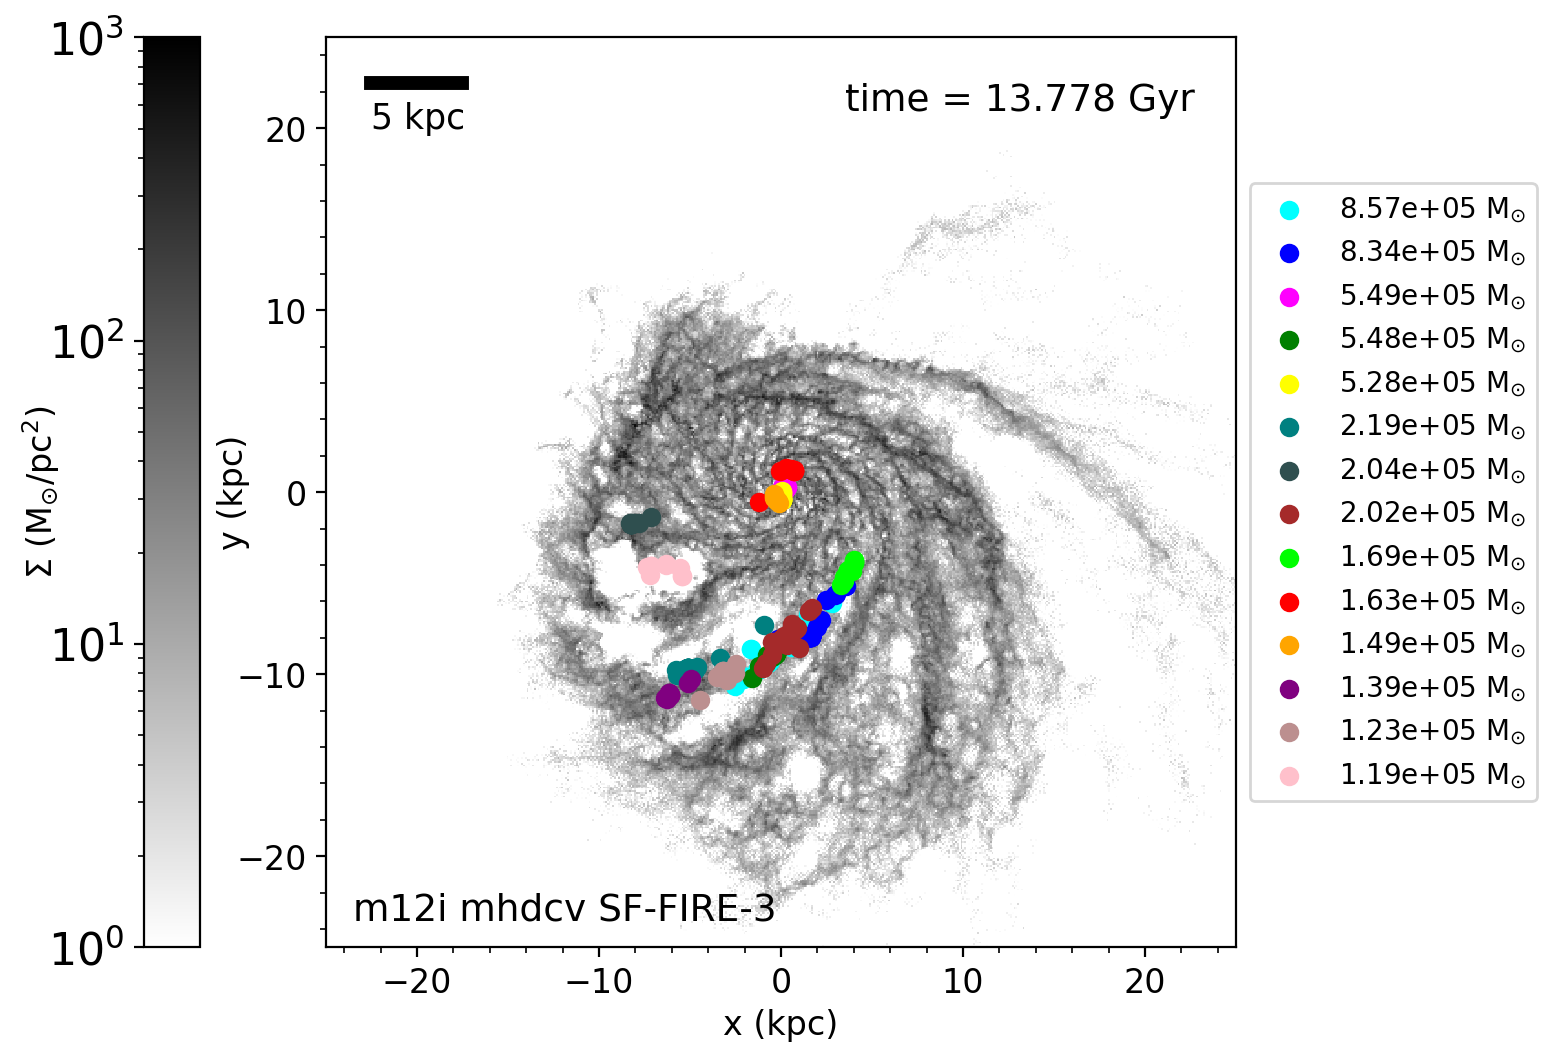 10³
10²
10¹
10⁰
Σ (M⊙/pc²)
5 kpc
time = 13.778 Gyr
m12i mhdcv SF-FIRE-3
y (kpc)
20
10
0
−10
−20
−20
−10
0
10
20
x (kpc)
8.57e+05 M⊙
8.34e+05 M⊙
5.49e+05 M⊙
5.48e+05 M⊙
5.28e+05 M⊙
2.19e+05 M⊙
2.04e+05 M⊙
2.02e+05 M⊙
1.69e+05 M⊙
1.63e+05 M⊙
1.49e+05 M⊙
1.39e+05 M⊙
1.23e+05 M⊙
1.19e+05 M⊙